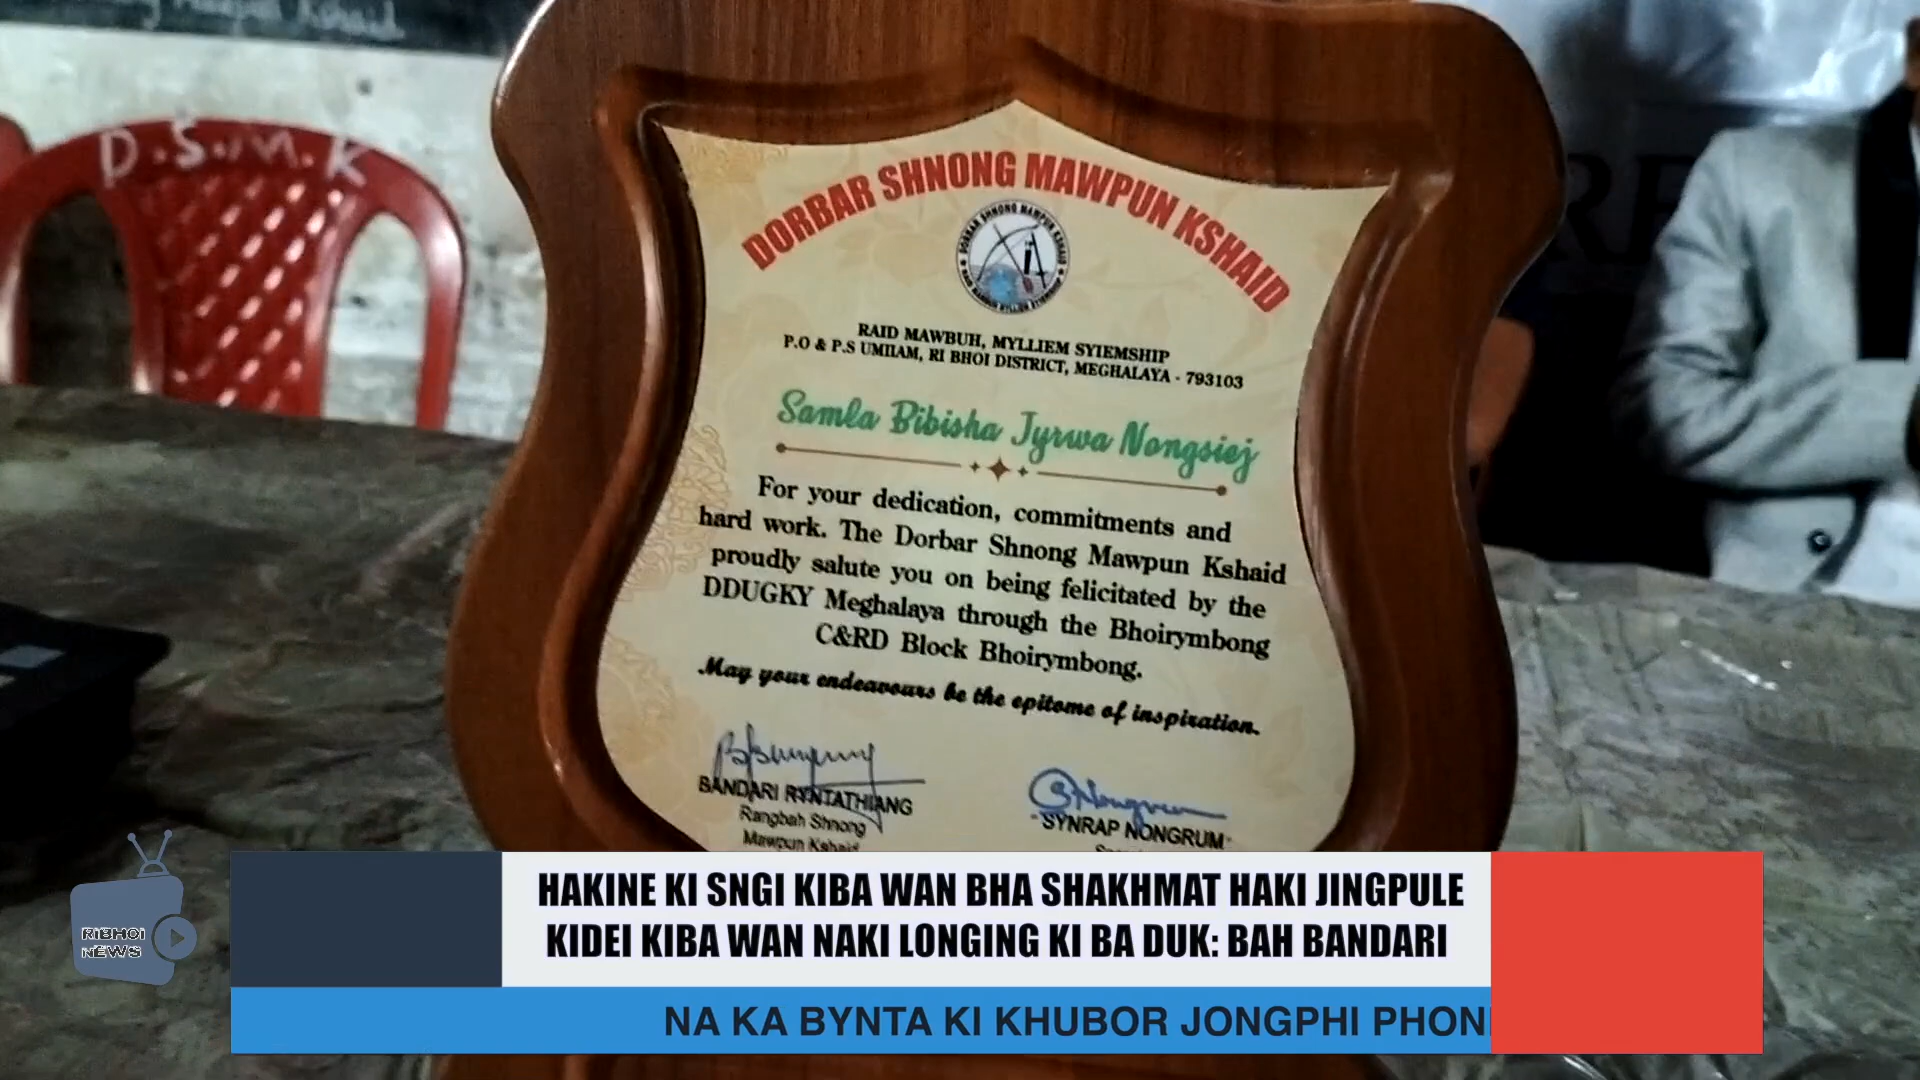 D.S.M.K
DORBAR SHNONG MAWPUN KSHAID
RAID MAWBUH, MYLLIEM SYIEMSHIP
P.O & P.S UMIIAM, RI BHOI DISTRICT, MEGHALAYA - 793103
Samla Bibisha Jyrwa Nongsiej
For your dedication, commitments and
hard work. The Dorbar Shnong Mawpun Kshaid
proudly salute you on being felicitated by the
DDUGKY Meghalaya through the Bhoirymbong
C&RD Block Bhoirymbong.
May your endeavours be the epitome of inspiration.
BANDARI RYNTATHIANG
Rangbah Shnong
Mawpun Kshaid
SYNRAP NONGRUM
RIBHOI
NEWS
HAKINE KI SNGI KIBA WAN BHA SHAKHMAT HAKI JINGPULE
KIDEI KIBA WAN NAKI LONGING KI BA DUK: BAH BANDARI
NA KA BYNTA KI KHUBOR JONGPHI PHON